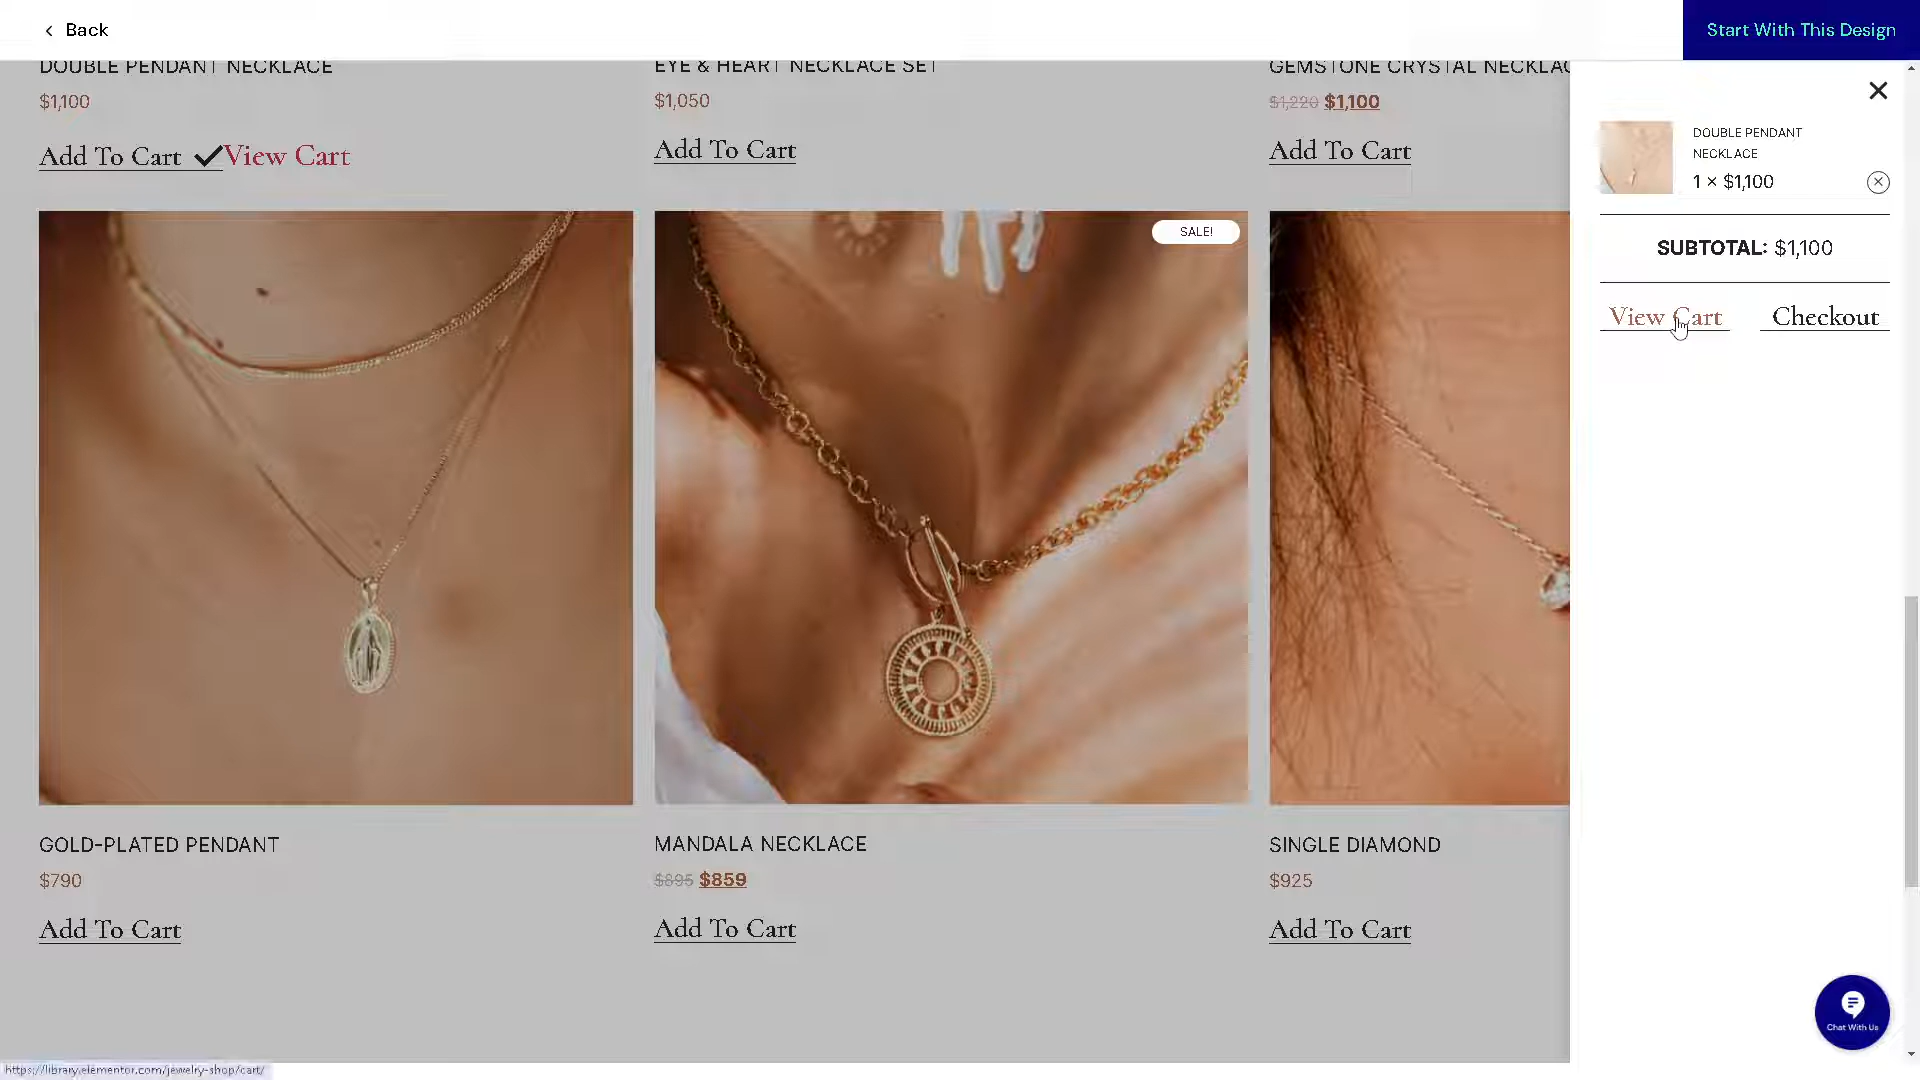 Back
Start With This Design
DOUBLE PENDANT NECKLACE
$1,100
Add To Cart
View Cart
EYE & HEART NECKLACE SET
$1,050
Add To Cart
GEMSTONE CRYSTAL NECKLAC
$1,220 $1,100
Add To Cart
SALE!
GOLD-PLATED PENDANT
$790
Add To Cart
MANDALA NECKLACE
$895 $859
Add To Cart
SINGLE DIAMOND
$925
Add To Cart
DOUBLE PENDANT
NECKLACE
1 × $1,100
SUBTOTAL: $1,100
View Cart
Checkout
Chat With Us
https://library.elementor.com/jewelry-shop/cart/